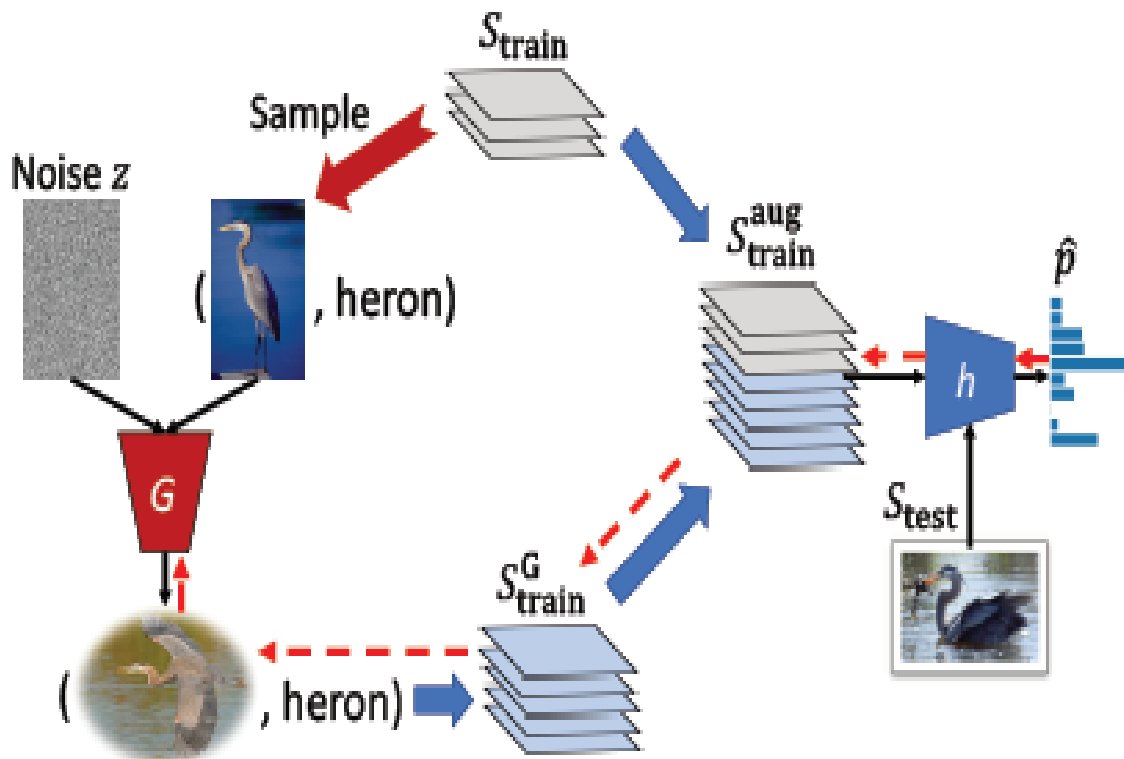 S_train
Sample
Noise z
( , heron)
S_train^aug
p̂
h
G
S_test
S_train^G
( , heron)